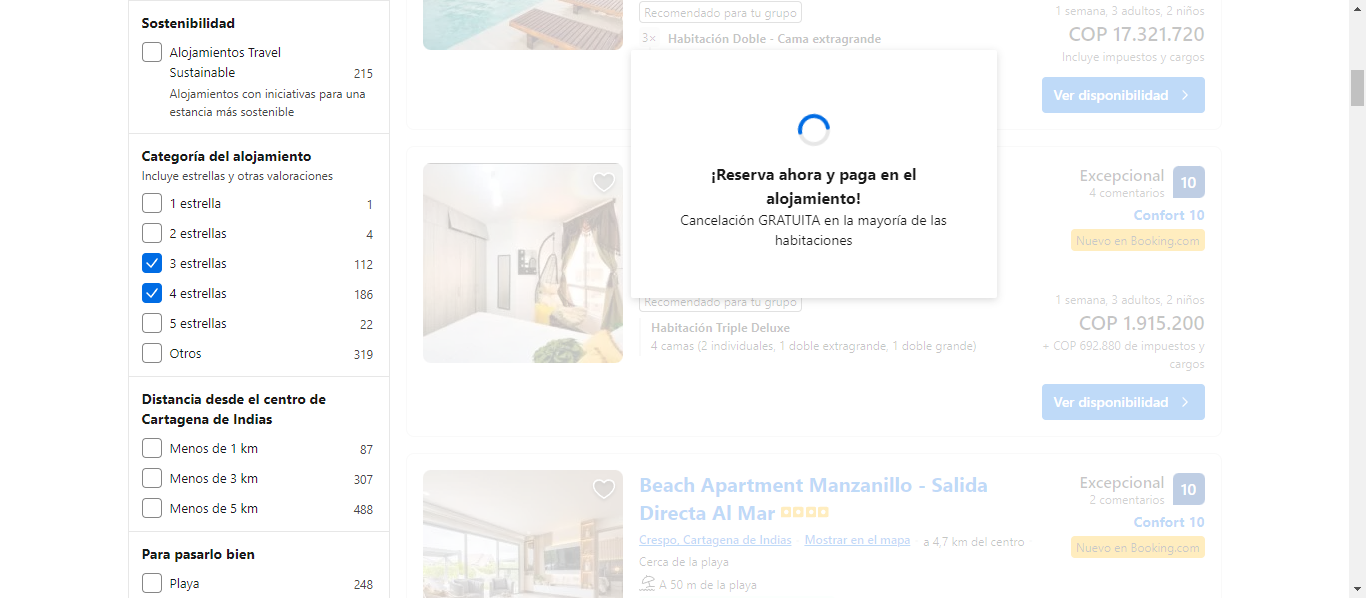 Sostenibilidad
Alojamientos Travel
Sustainable 215
Alojamientos con iniciativas para una
estancia más sostenible
Categoría del alojamiento
Incluye estrellas y otras valoraciones
1 estrella 1
2 estrellas 4
3 estrellas 112
4 estrellas 186
5 estrellas 22
Otros 319
Distancia desde el centro de
Cartagena de Indias
Menos de 1 km 87
Menos de 3 km 307
Menos de 5 km 488
Para pasarlo bien
Playa 248
Recomendado para tu grupo
3× Habitación Doble - Cama extragrande
1 semana, 3 adultos, 2 niños
COP 17.321.720
Incluye impuestos y cargos
Ver disponibilidad
¡Reserva ahora y paga en el
alojamiento!
Cancelación GRATUITA en la mayoría de las
habitaciones
Excepcional 10
4 comentarios
Confort 10
Nuevo en Booking.com
Recomendado para tu grupo
Habitación Triple Deluxe
4 camas (2 individuales, 1 doble extragrande, 1 doble grande)
1 semana, 3 adultos, 2 niños
COP 1.915.200
+ COP 692.880 de impuestos y
cargos
Ver disponibilidad
Beach Apartment Manzanillo - Salida
Directa Al Mar
Crespo, Cartagena de Indias · Mostrar en el mapa · a 4,7 km del centro ·
Cerca de la playa
A 50 m de la playa
Excepcional 10
2 comentarios
Confort 10
Nuevo en Booking.com